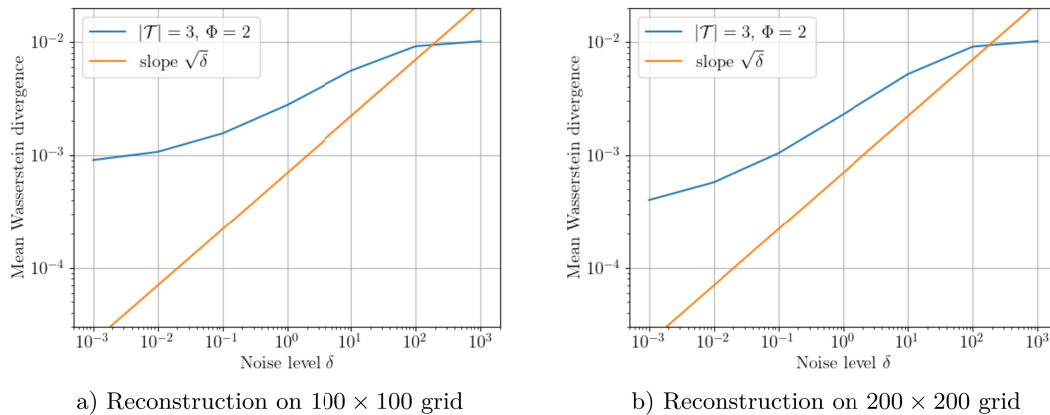 |𝒯| = 3, Φ = 2
slope √δ
Mean Wasserstein divergence
10⁻²
10⁻³
10⁻⁴
10⁻³ 10⁻² 10⁻¹ 10⁰ 10¹ 10² 10³
Noise level δ
a) Reconstruction on 100 × 100 grid
|𝒯| = 3, Φ = 2
slope √δ
Mean Wasserstein divergence
10⁻²
10⁻³
10⁻⁴
10⁻³ 10⁻² 10⁻¹ 10⁰ 10¹ 10² 10³
Noise level δ
b) Reconstruction on 200 × 200 grid